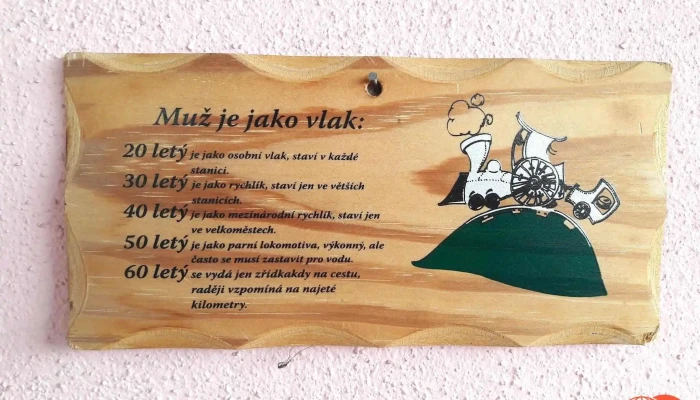 Muž je jako vlak:
20 letý je jako osobní vlak, staví v každé
stanici.
30 letý je jako rychlík, staví jen ve větších
stanicích.
40 letý je jako mezinárodní rychlík, staví jen
ve velkoměstech.
50 letý je jako parní lokomotiva, výkonný, ale
často se musí zastavit pro vodu.
60 letý se vydá jen zřídkakdy na cestu,
raději vzpomíná na najeté
kilometry.